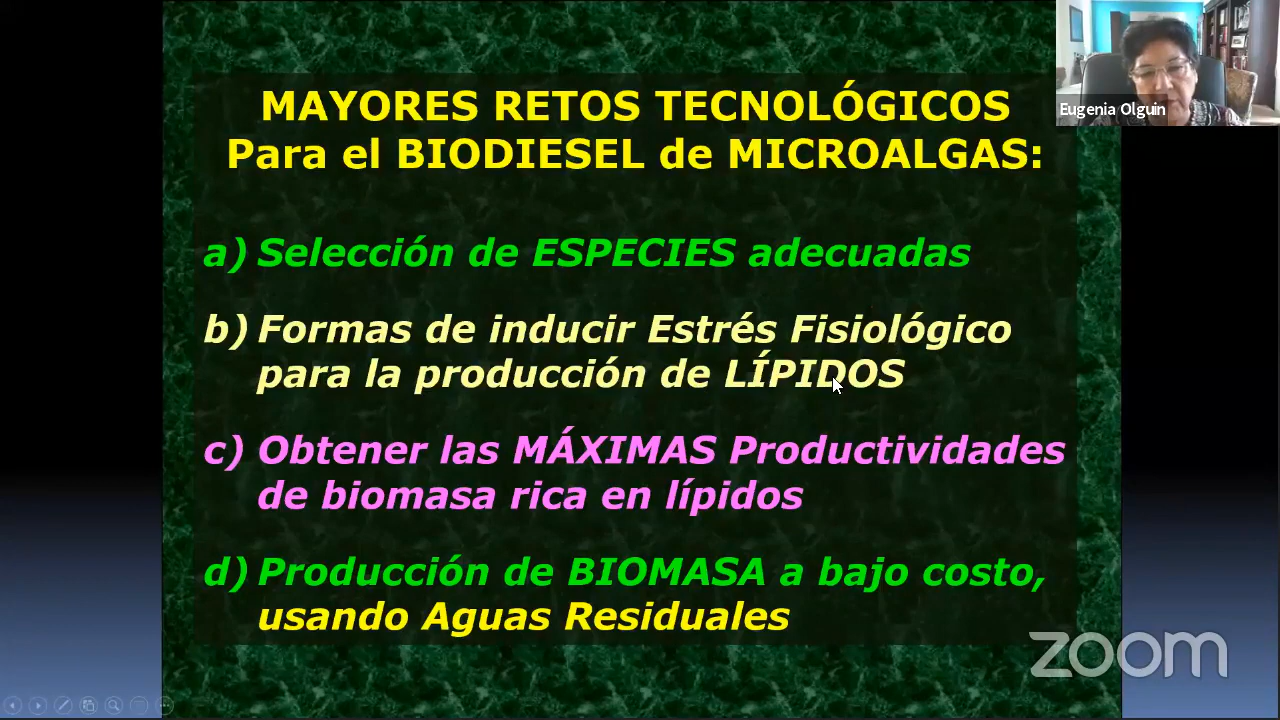 MAYORES RETOS TECNOLÓGICOS
Para el BIODIESEL de MICROALGAS:
a) Selección de ESPECIES adecuadas
b) Formas de inducir Estrés Fisiológico
para la producción de LÍPIDOS
c) Obtener las MÁXIMAS Productividades
de biomasa rica en lípidos
d) Producción de BIOMASA a bajo costo,
usando Aguas Residuales
Eugenia Olguin
zoom